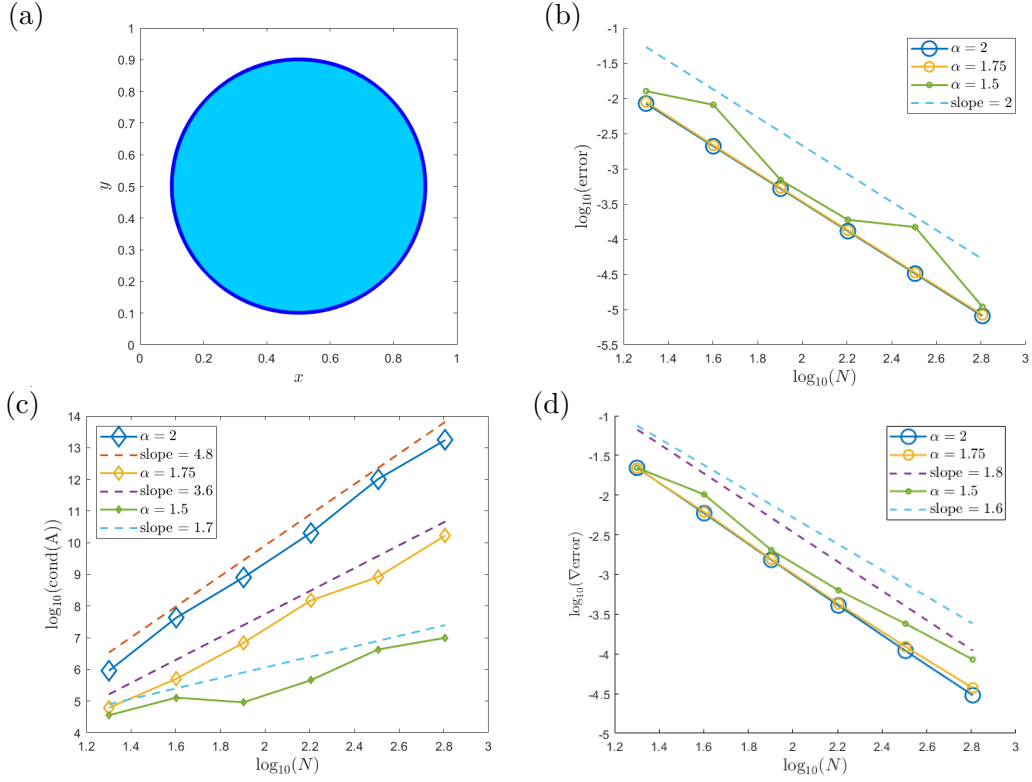 (a)
1
0.9
0.8
0.7
0.6
0.5
0.4
0.3
0.2
0.1
0
y
0 0.2 0.4 0.6 0.8 1
x
(b)
-1
-1.5
-2
-2.5
-3
-3.5
-4
-4.5
-5
-5.5
log₁₀(error)
1.2 1.4 1.6 1.8 2 2.2 2.4 2.6 2.8 3
log₁₀(N)
α = 2
α = 1.75
α = 1.5
slope = 2
(c)
14
13
12
11
10
9
8
7
6
5
4
log₁₀(cond(A))
1.2 1.4 1.6 1.8 2 2.2 2.4 2.6 2.8 3
log₁₀(N)
α = 2
slope = 4.8
α = 1.75
slope = 3.6
α = 1.5
slope = 1.7
(d)
-1
-1.5
-2
-2.5
-3
-3.5
-4
-4.5
-5
log₁₀(∇error)
1.2 1.4 1.6 1.8 2 2.2 2.4 2.6 2.8 3
log₁₀(N)
α = 2
α = 1.75
slope = 1.8
α = 1.5
slope = 1.6